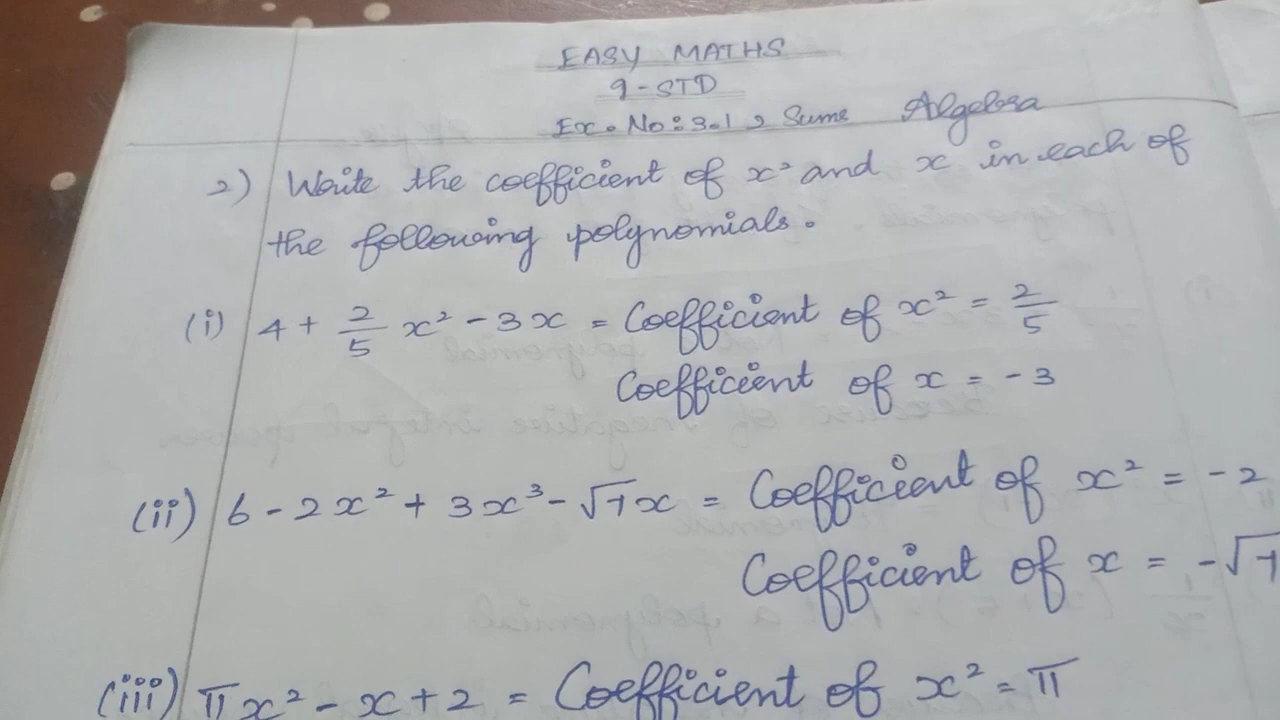 EASY MATHS
9-STD
Ex. No: 3.1 2 Sums Algebra
2) Write the coefficient of x² and x in each of
the following polynomials.
(i) 4 + 2/5 x² - 3x = Coefficient of x² = 2/5
Coefficient of x = -3
(ii) 6 - 2x² + 3x³ - √7x = Coefficient of x² = -2
Coefficient of x = -√7
(iii) πx² - x + 2 = Coefficient of x² = π